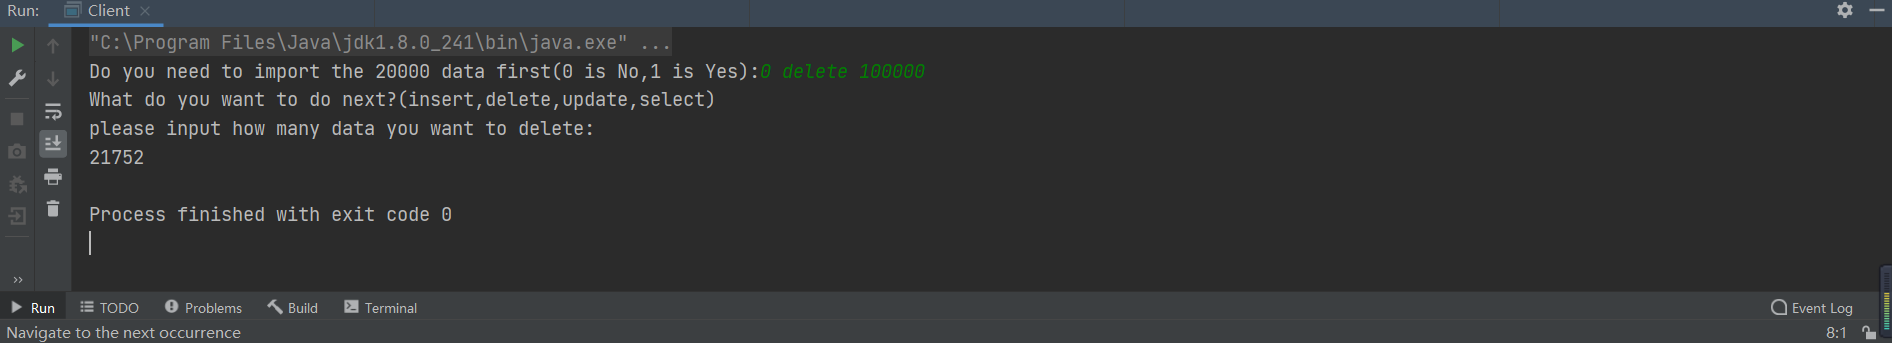 Run: Client
"C:\Program Files\Java\jdk1.8.0_241\bin\java.exe" ...
Do you need to import the 20000 data first(0 is No,1 is Yes):0 delete 100000
What do you want to do next?(insert,delete,update,select)
please input how many data you want to delete:
21752
Process finished with exit code 0
Run TODO Problems Build Terminal Event Log
Navigate to the next occurrence 8:1